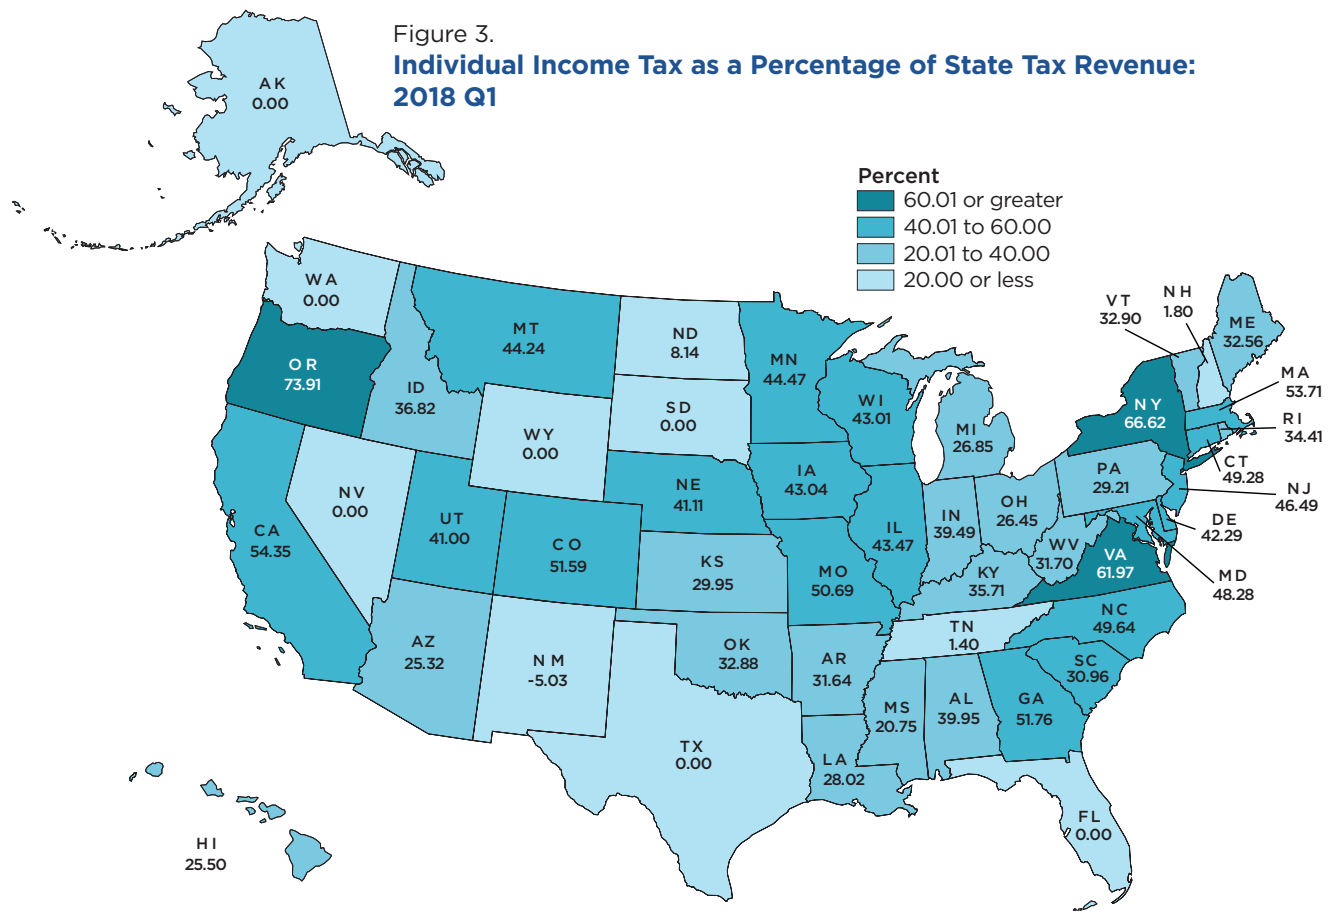 Figure 3.
Individual Income Tax as a Percentage of State Tax Revenue:
2018 Q1
AK
0.00
Percent
60.01 or greater
40.01 to 60.00
20.01 to 40.00
20.00 or less
WA
0.00
OR
73.91
ID
36.82
MT
44.24
ND
8.14
SD
0.00
WY
0.00
MN
44.47
WI
43.01
MI
26.85
VT
32.90
NH
1.80
ME
32.56
MA
53.71
RI
34.41
NY
66.62
CT
49.28
NJ
46.49
PA
29.21
DE
42.29
MD
48.28
NV
0.00
CA
54.35
UT
41.00
CO
51.59
NE
41.11
IA
43.04
IL
43.47
IN
39.49
OH
26.45
WV
31.70
VA
61.97
KS
29.95
MO
50.69
KY
35.71
NC
49.64
TN
1.40
SC
30.96
AZ
25.32
NM
-5.03
OK
32.88
AR
31.64
MS
20.75
AL
39.95
GA
51.76
TX
0.00
LA
28.02
FL
0.00
HI
25.50